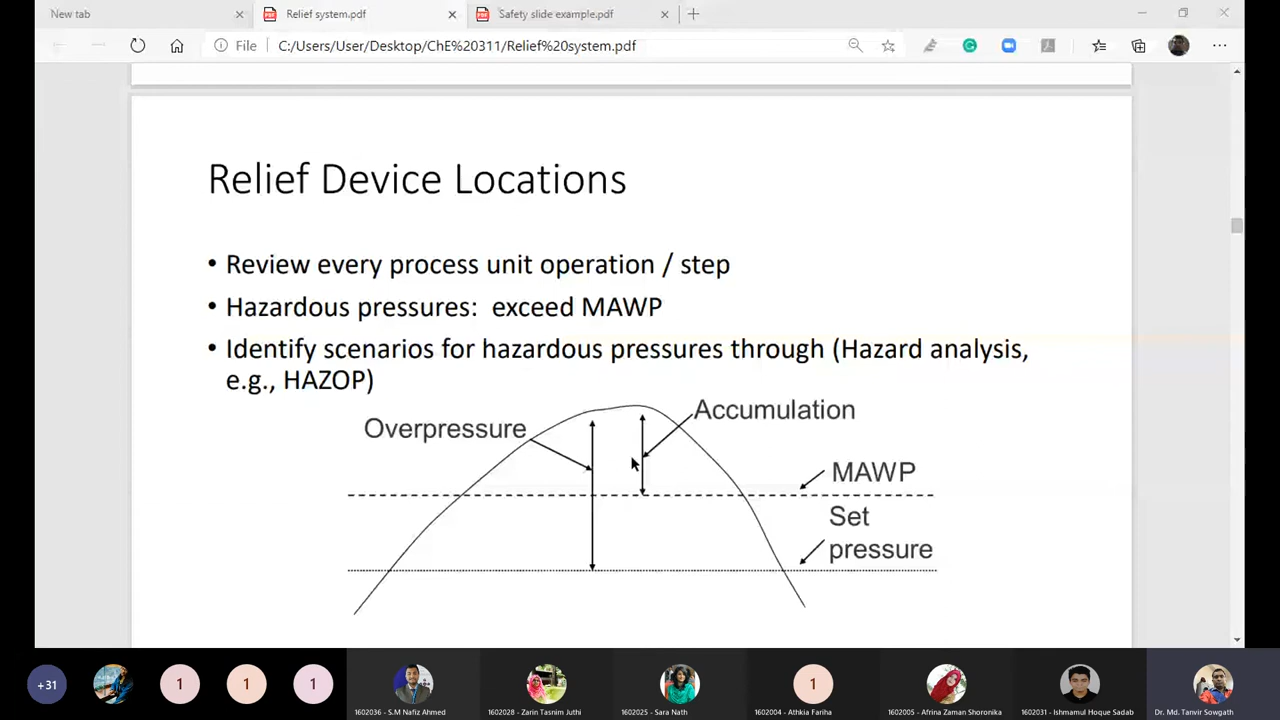 New tab
Relief system.pdf
Safety slide example.pdf
File
C:/Users/User/Desktop/ChE%20311/Relief%20system.pdf
Relief Device Locations
• Review every process unit operation / step
• Hazardous pressures:  exceed MAWP
• Identify scenarios for hazardous pressures through (Hazard analysis,
e.g., HAZOP)
Accumulation
Overpressure
MAWP
Set
pressure
+31
1
1
1
1
1602036 - S.M Nafiz Ahmed
1602028 - Zarin Tasnim Juthi
1602025 - Sara Nath
1602004 - Athkia Fariha
1602005 - Afrina Zaman Shoronika
1602031 - Ishmamul Hoque Sadab
Dr. Md. Tanvir Sowgath